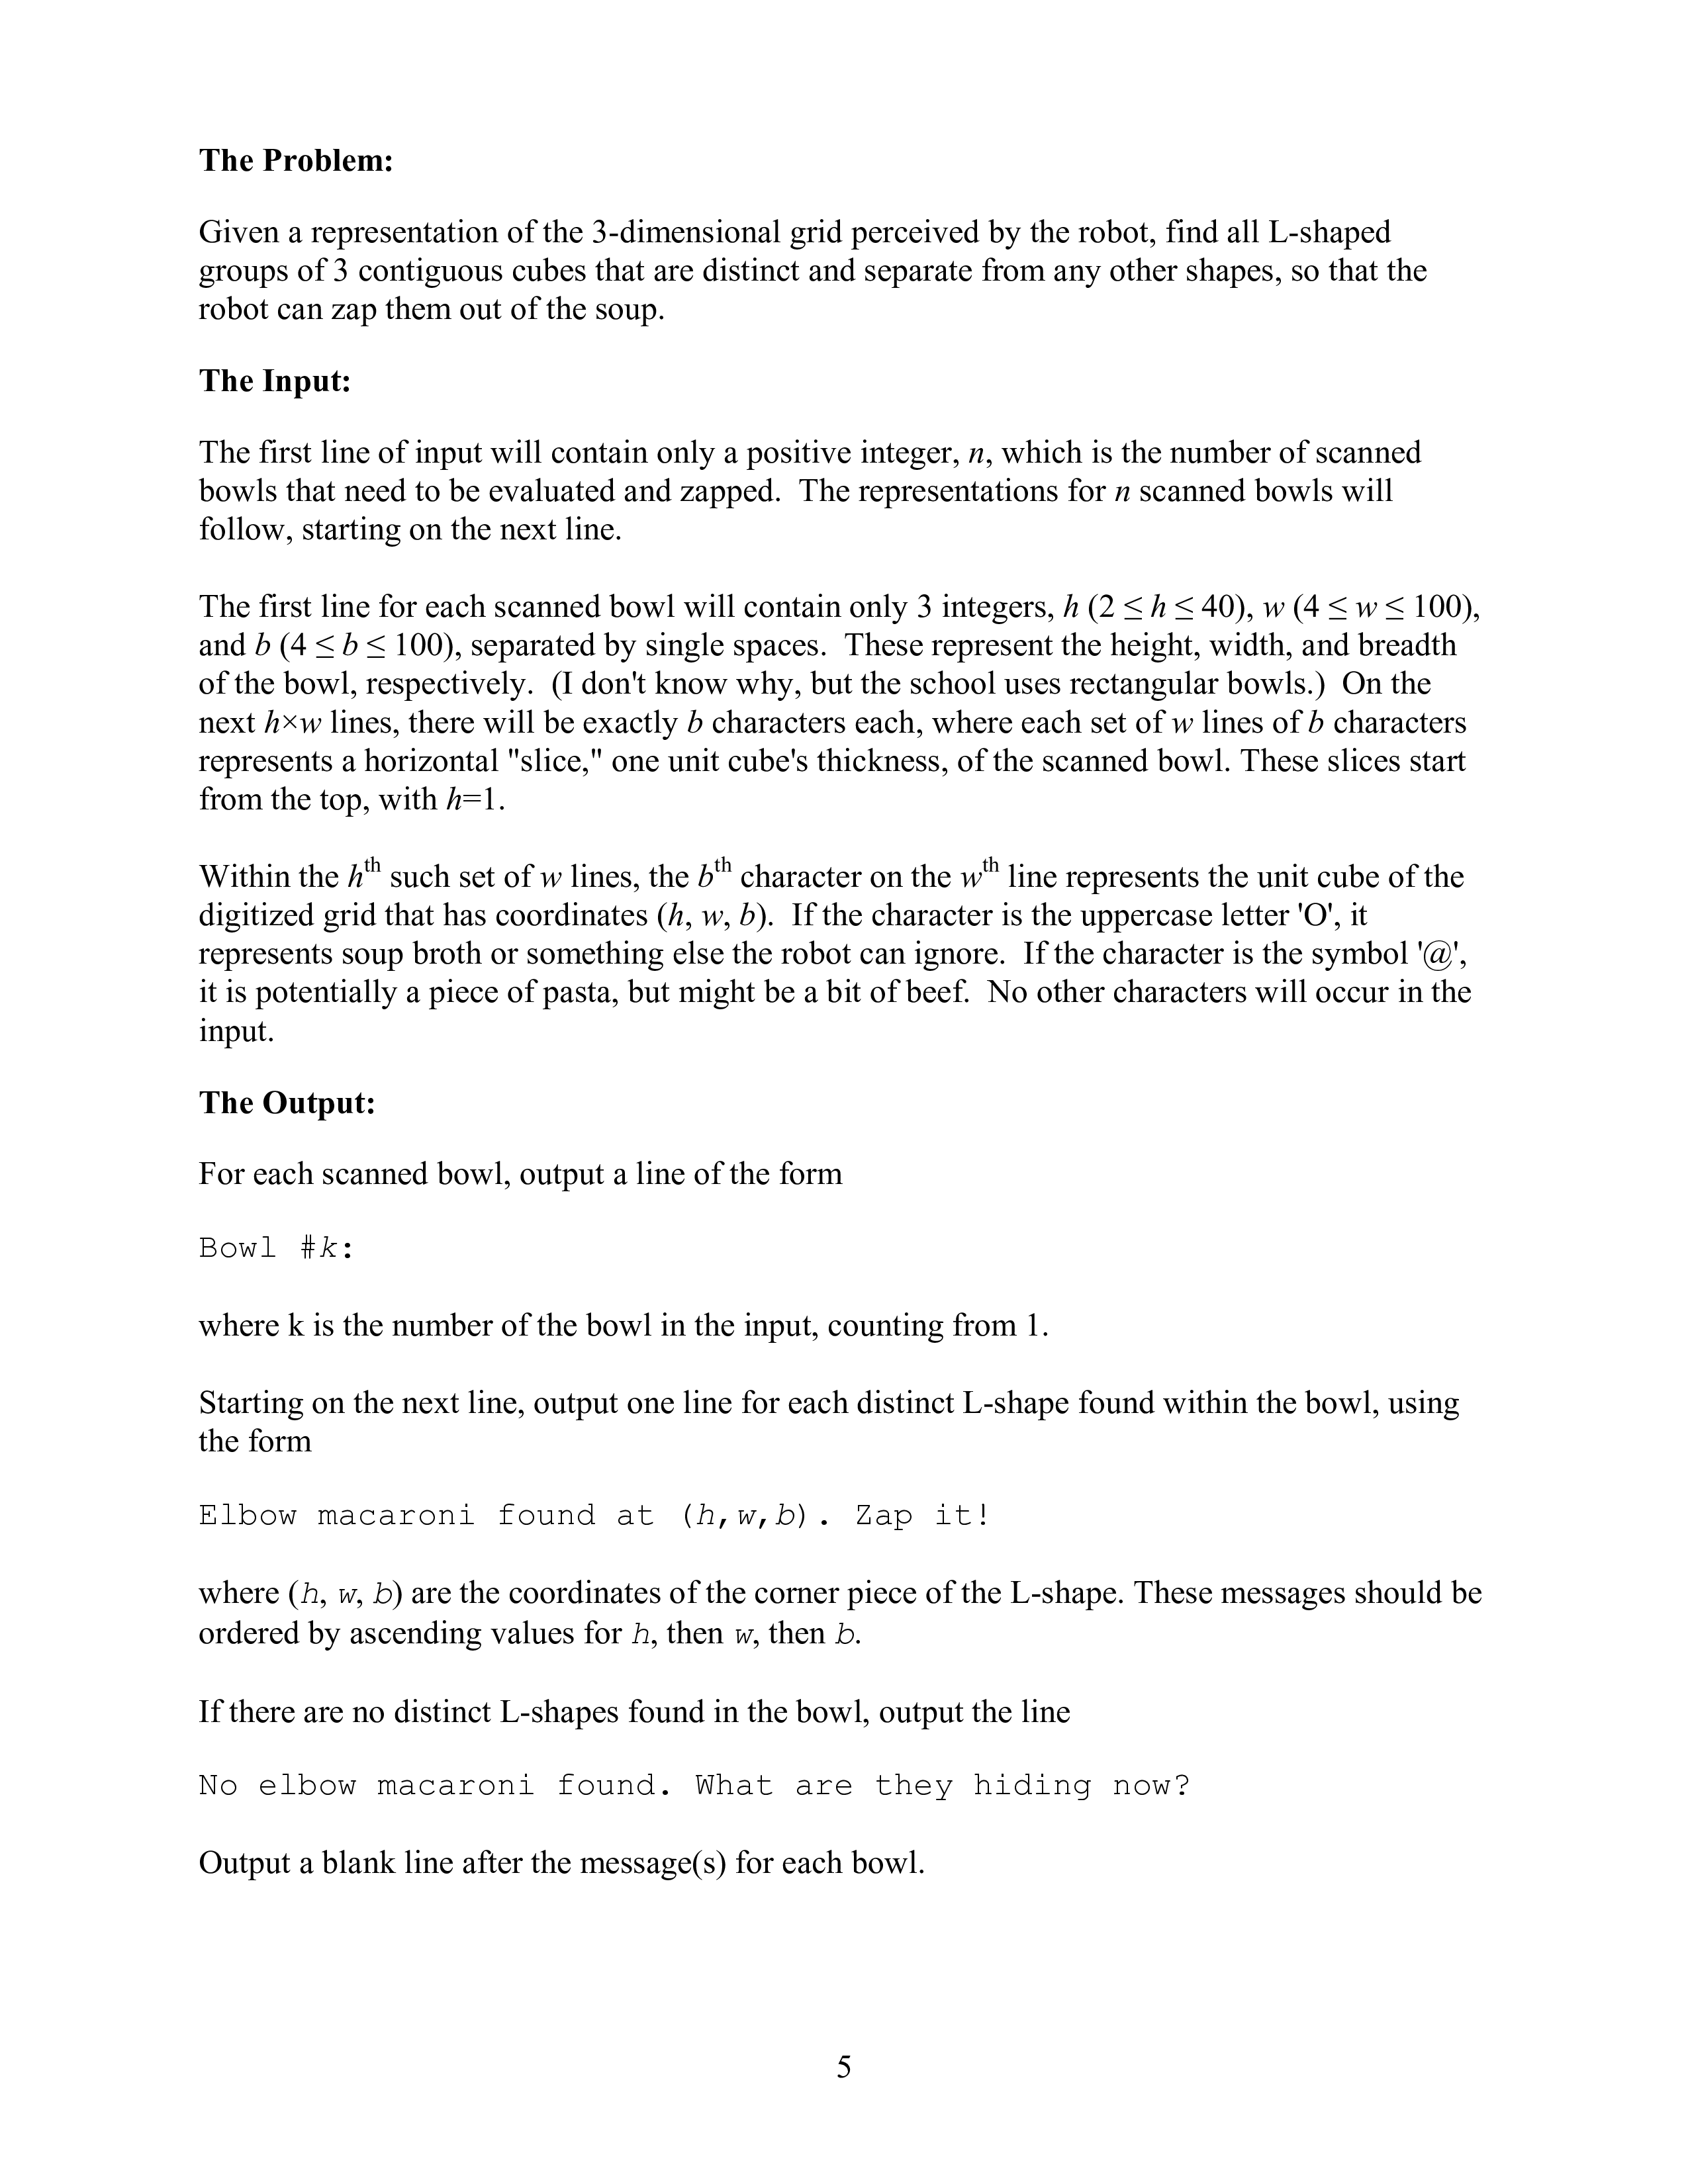 The Problem:
Given a representation of the 3-dimensional grid perceived by the robot, find all L-shaped
groups of 3 contiguous cubes that are distinct and separate from any other shapes, so that the
robot can zap them out of the soup.
The Input:
The first line of input will contain only a positive integer, n, which is the number of scanned
bowls that need to be evaluated and zapped.  The representations for n scanned bowls will
follow, starting on the next line.
The first line for each scanned bowl will contain only 3 integers, h (2 ≤ h ≤ 40), w (4 ≤ w ≤ 100),
and b (4 ≤ b ≤ 100), separated by single spaces.  These represent the height, width, and breadth
of the bowl, respectively.  (I don't know why, but the school uses rectangular bowls.)  On the
next h×w lines, there will be exactly b characters each, where each set of w lines of b characters
represents a horizontal "slice," one unit cube's thickness, of the scanned bowl. These slices start
from the top, with h=1.
Within the hth such set of w lines, the bth character on the wth line represents the unit cube of the
digitized grid that has coordinates (h, w, b).  If the character is the uppercase letter 'O', it
represents soup broth or something else the robot can ignore.  If the character is the symbol '@',
it is potentially a piece of pasta, but might be a bit of beef.  No other characters will occur in the
input.
The Output:
For each scanned bowl, output a line of the form
Bowl #k:
where k is the number of the bowl in the input, counting from 1.
Starting on the next line, output one line for each distinct L-shape found within the bowl, using
the form
Elbow macaroni found at (h,w,b). Zap it!
where (h, w, b) are the coordinates of the corner piece of the L-shape. These messages should be
ordered by ascending values for h, then w, then b.
If there are no distinct L-shapes found in the bowl, output the line
No elbow macaroni found. What are they hiding now?
Output a blank line after the message(s) for each bowl.
5